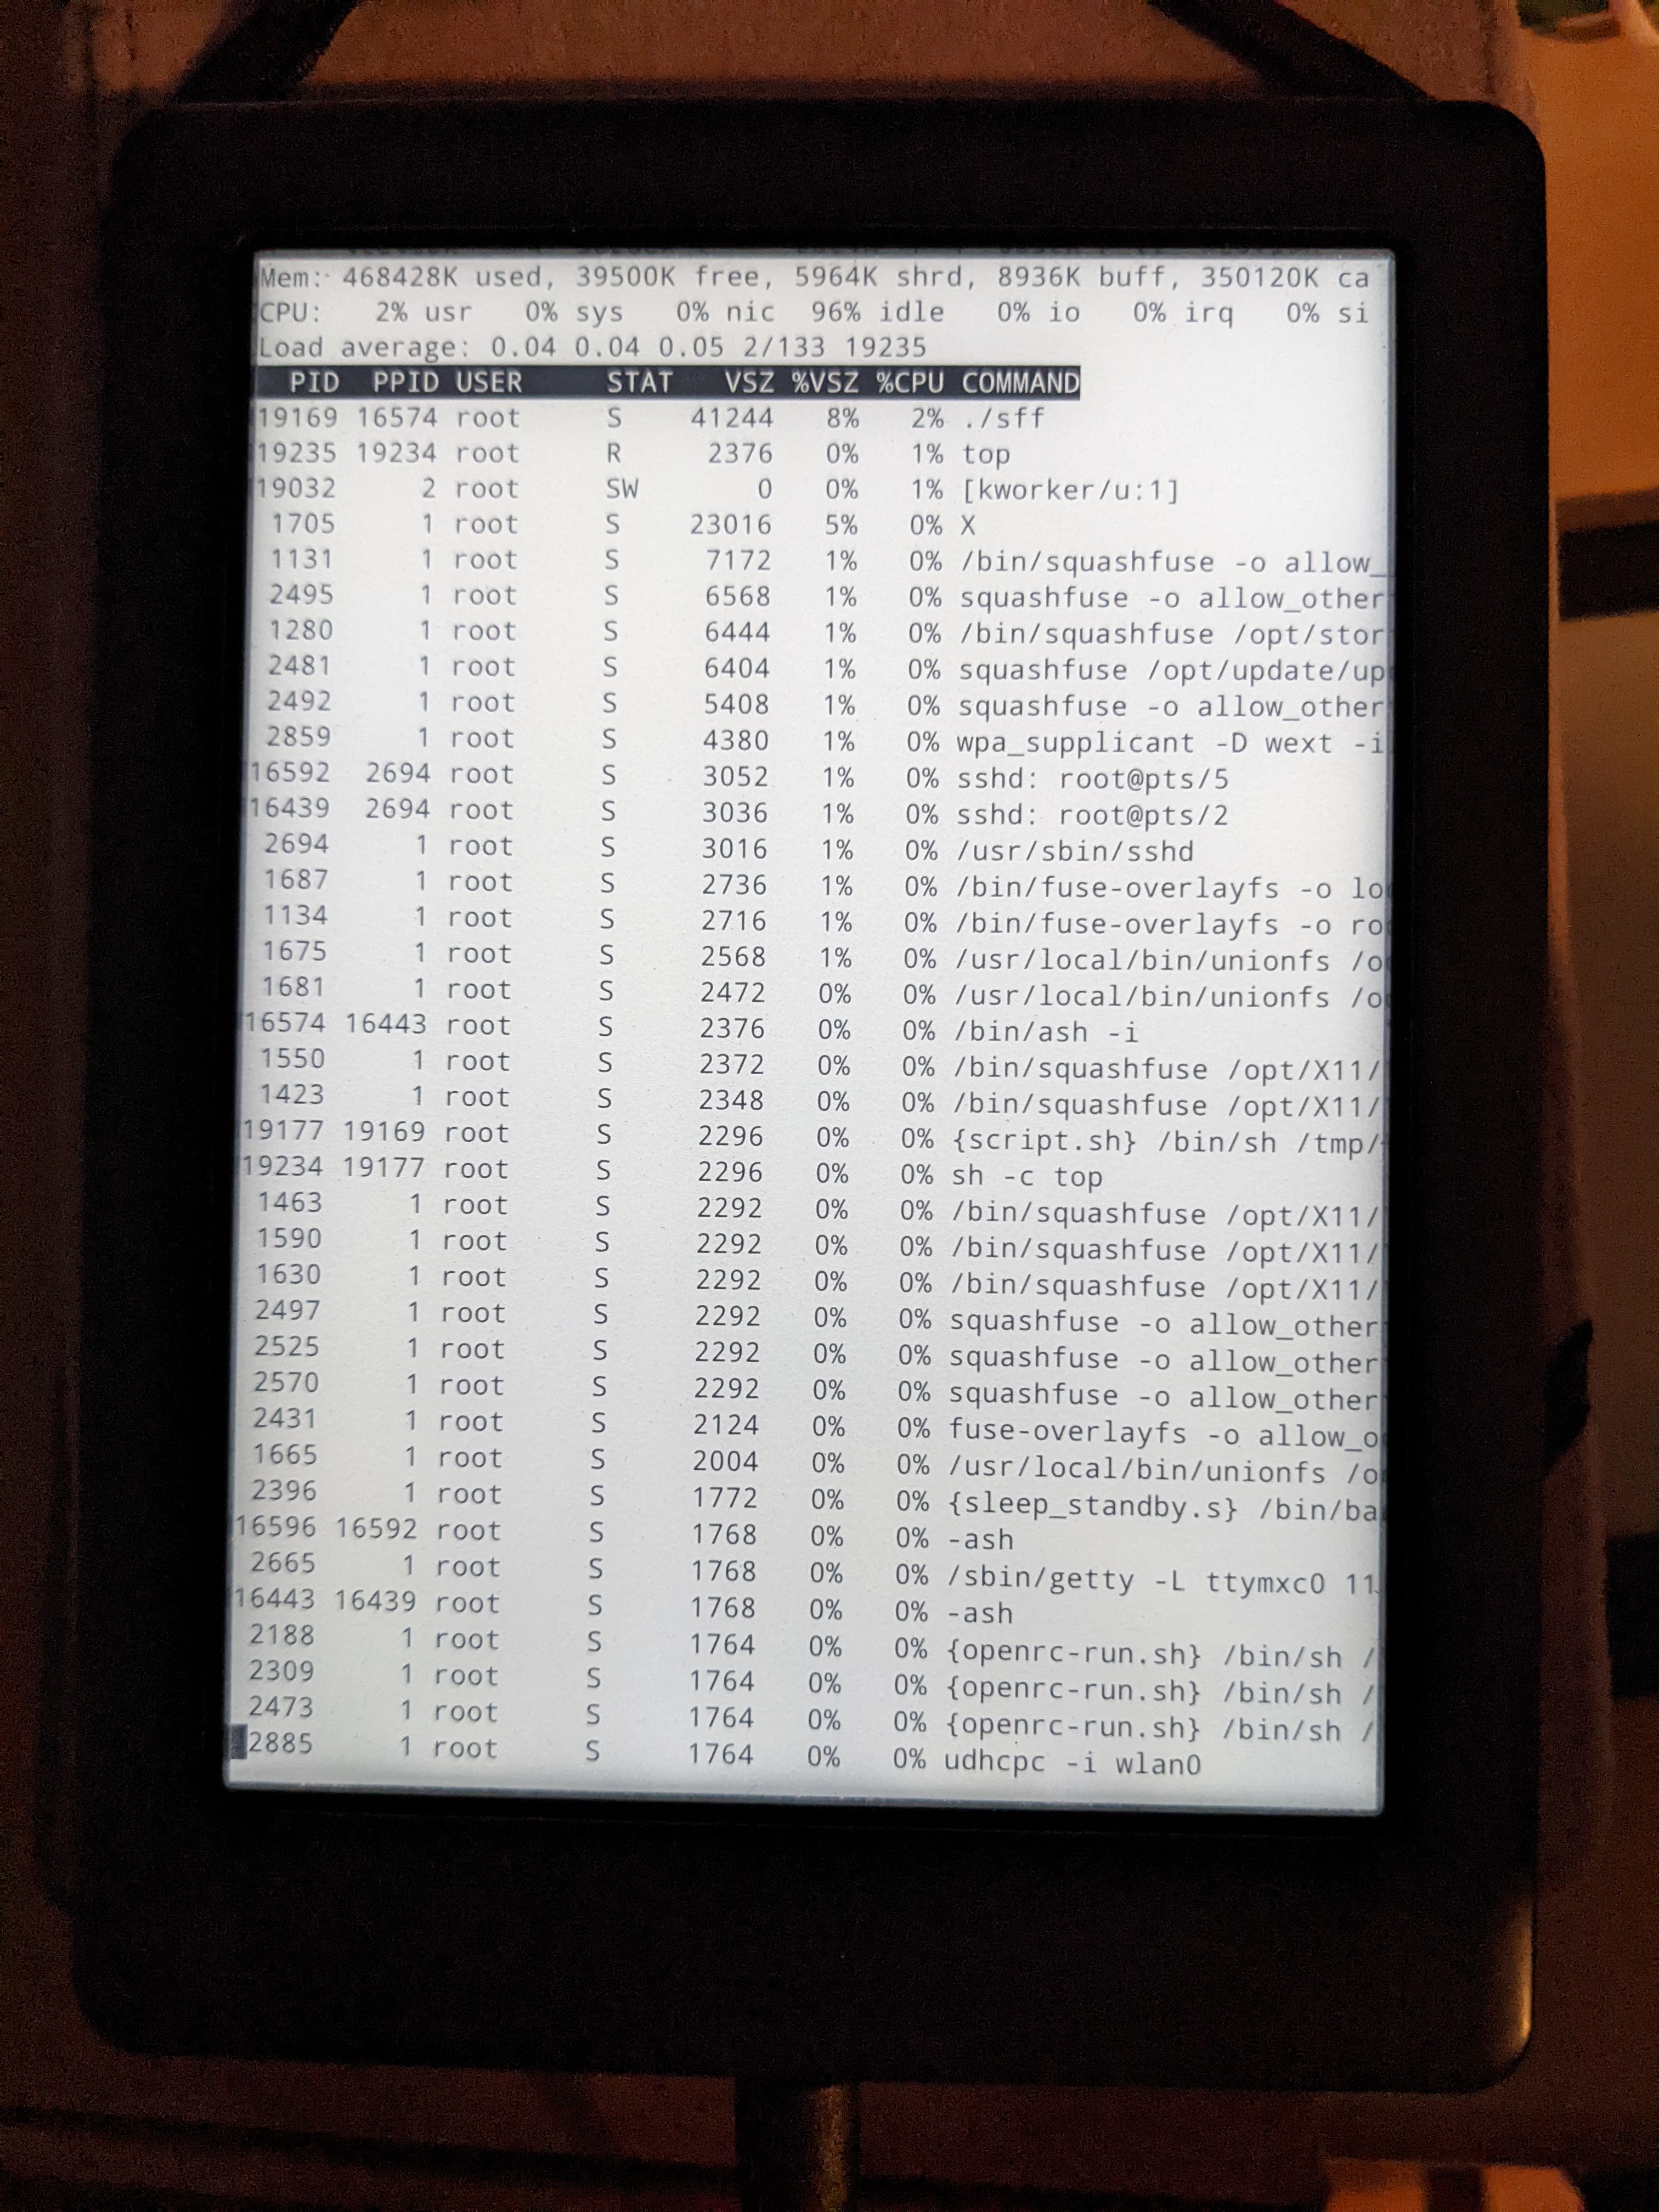 Mem: 468428K used, 39500K free, 5964K shrd, 8936K buff, 350120K ca
CPU:   2% usr   0% sys   0% nic  96% idle   0% io   0% irq   0% si
Load average: 0.04 0.04 0.05 2/133 19235
  PID  PPID USER     STAT   VSZ %VSZ %CPU COMMAND
19169 16574 root     S    41244   8%   2% ./sff
19235 19234 root     R     2376   0%   1% top
19032     2 root     SW       0   0%   1% [kworker/u:1]
 1705     1 root     S    23016   5%   0% X
 1131     1 root     S     7172   1%   0% /bin/squashfuse -o allow_
 2495     1 root     S     6568   1%   0% squashfuse -o allow_other
 1280     1 root     S     6444   1%   0% /bin/squashfuse /opt/stor
 2481     1 root     S     6404   1%   0% squashfuse /opt/update/up
 2492     1 root     S     5408   1%   0% squashfuse -o allow_other
 2859     1 root     S     4380   1%   0% wpa_supplicant -D wext -i
16592  2694 root     S     3052   1%   0% sshd: root@pts/5
16439  2694 root     S     3036   1%   0% sshd: root@pts/2
 2694     1 root     S     3016   1%   0% /usr/sbin/sshd
 1687     1 root     S     2736   1%   0% /bin/fuse-overlayfs -o lo
 1134     1 root     S     2716   1%   0% /bin/fuse-overlayfs -o ro
 1675     1 root     S     2568   1%   0% /usr/local/bin/unionfs /o
 1681     1 root     S     2472   0%   0% /usr/local/bin/unionfs /o
16574 16443 root     S     2376   0%   0% /bin/ash -i
 1550     1 root     S     2372   0%   0% /bin/squashfuse /opt/X11/
 1423     1 root     S     2348   0%   0% /bin/squashfuse /opt/X11/
19177 19169 root     S     2296   0%   0% {script.sh} /bin/sh /tmp/
19234 19177 root     S     2296   0%   0% sh -c top
 1463     1 root     S     2292   0%   0% /bin/squashfuse /opt/X11/
 1590     1 root     S     2292   0%   0% /bin/squashfuse /opt/X11/
 1630     1 root     S     2292   0%   0% /bin/squashfuse /opt/X11/
 2497     1 root     S     2292   0%   0% squashfuse -o allow_other
 2525     1 root     S     2292   0%   0% squashfuse -o allow_other
 2570     1 root     S     2292   0%   0% squashfuse -o allow_other
 2431     1 root     S     2124   0%   0% fuse-overlayfs -o allow_o
 1665     1 root     S     2004   0%   0% /usr/local/bin/unionfs /o
 2396     1 root     S     1772   0%   0% {sleep_standby.s} /bin/ba
16596 16592 root     S     1768   0%   0% -ash
 2665     1 root     S     1768   0%   0% /sbin/getty -L ttymxc0 11
16443 16439 root     S     1768   0%   0% -ash
 2188     1 root     S     1764   0%   0% {openrc-run.sh} /bin/sh /
 2309     1 root     S     1764   0%   0% {openrc-run.sh} /bin/sh /
 2473     1 root     S     1764   0%   0% {openrc-run.sh} /bin/sh /
 2885     1 root     S     1764   0%   0% udhcpc -i wlan0